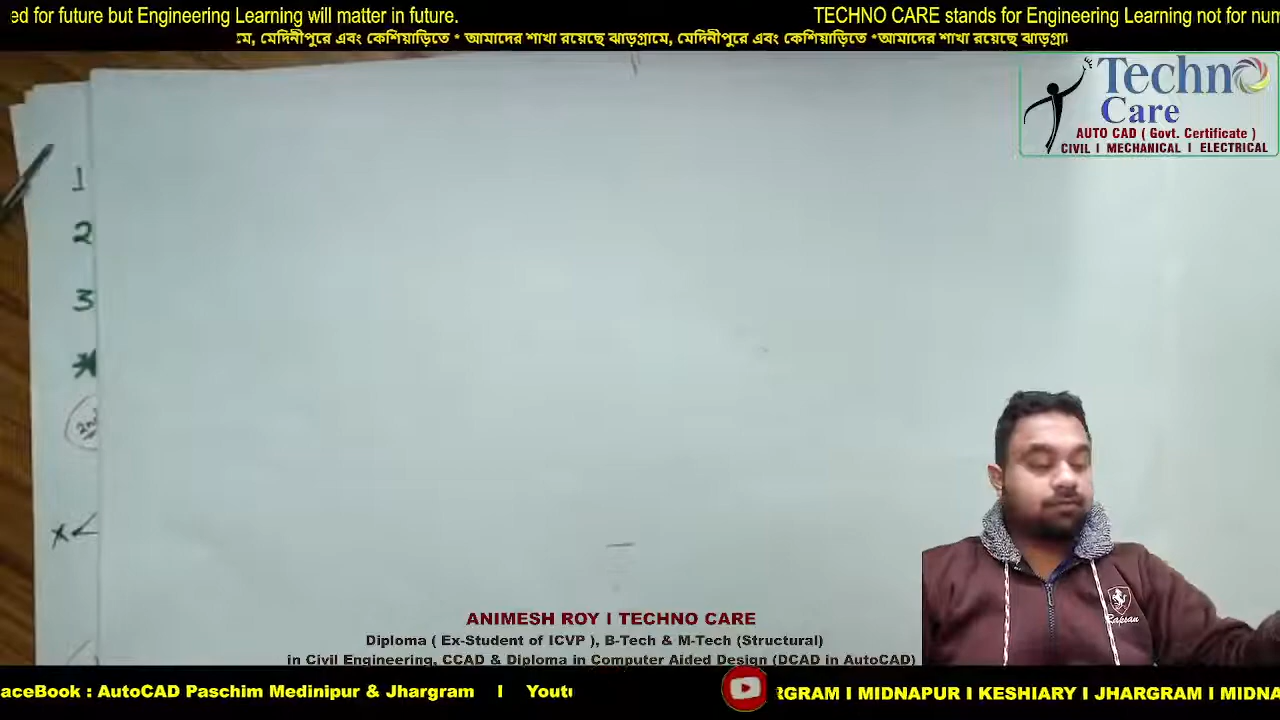 ed for future but Engineering Learning will matter in future.
TECHNO CARE stands for Engineering Learning not for num
মে, মেদিনীপুরে এবং কেশিয়াড়িতে * আমাদের শাখা রয়েছে ঝাড়গ্রামে, মেদিনীপুরে এবং কেশিয়াড়িতে *আমাদের শাখা রয়েছে ঝাড়গ্রা
Techno
Care
AUTO CAD ( Govt. Certificate )
CIVIL I MECHANICAL I ELECTRICAL
1
2
3
*
2nd
x<
ANIMESH ROY I TECHNO CARE
Diploma ( Ex-Student of ICVP ), B-Tech & M-Tech (Structural)
in Civil Engineering, CCAD & Diploma in Computer Aided Design (DCAD in AutoCAD)
aceBook : AutoCAD Paschim Medinipur & Jhargram I Youtu
RGRAM I MIDNAPUR I KESHIARY I JHARGRAM I MIDNA
Rapsan